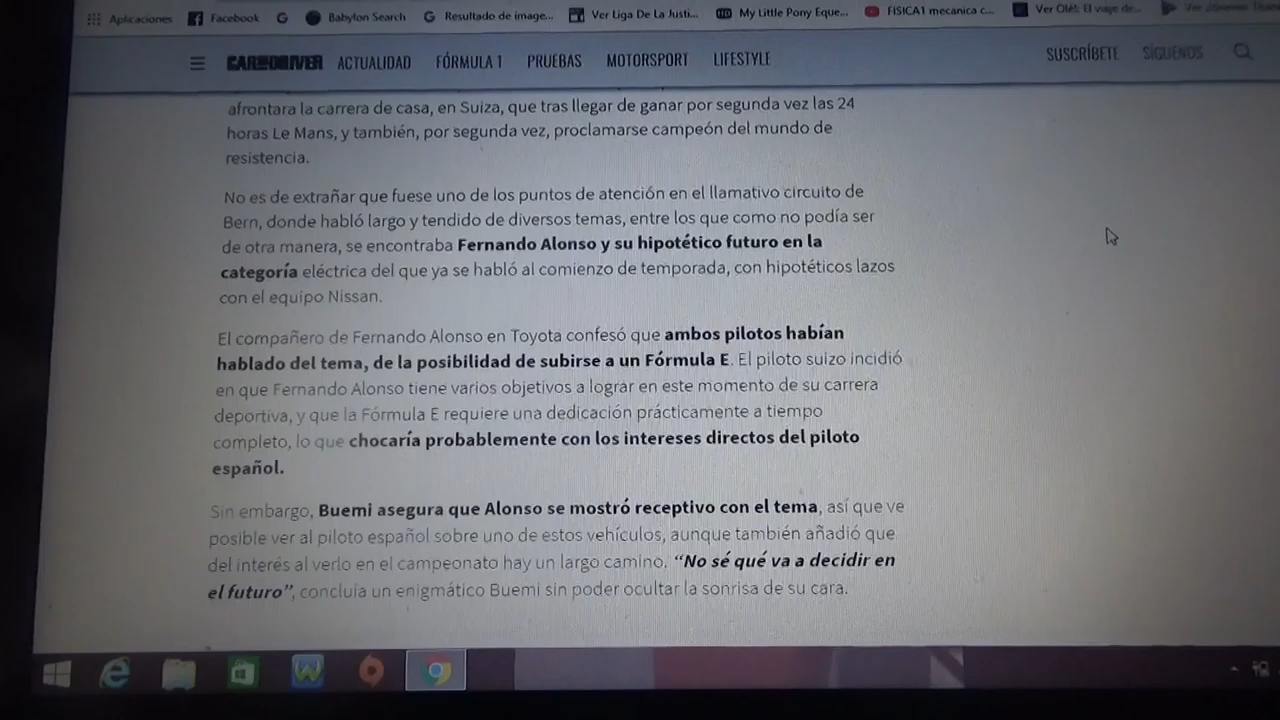 Aplicaciones Facebook G Babylon Search G Resultado de image... Ver Liga De La Justi... HD My Little Pony Eque... FISICA1 mecanica c... Ver Olé!: El viaje de...
CAR AND DRIVER ACTUALIDAD FÓRMULA 1 PRUEBAS MOTORSPORT LIFESTYLE SUSCRÍBETE SÍGUENOS
afrontara la carrera de casa, en Suiza, que tras llegar de ganar por segunda vez las 24
horas Le Mans, y también, por segunda vez, proclamarse campeón del mundo de
resistencia.
No es de extrañar que fuese uno de los puntos de atención en el llamativo circuito de
Bern, donde habló largo y tendido de diversos temas, entre los que como no podía ser
de otra manera, se encontraba Fernando Alonso y su hipotético futuro en la
categoría eléctrica del que ya se habló al comienzo de temporada, con hipotéticos lazos
con el equipo Nissan.
El compañero de Fernando Alonso en Toyota confesó que ambos pilotos habían
hablado del tema, de la posibilidad de subirse a un Fórmula E. El piloto suizo incidió
en que Fernando Alonso tiene varios objetivos a lograr en este momento de su carrera
deportiva, y que la Fórmula E requiere una dedicación prácticamente a tiempo
completo, lo que chocaría probablemente con los intereses directos del piloto
español.
Sin embargo, Buemi asegura que Alonso se mostró receptivo con el tema, así que ve
posible ver al piloto español sobre uno de estos vehículos, aunque también añadió que
del interés al verlo en el campeonato hay un largo camino. “No sé qué va a decidir en
el futuro”, concluía un enigmático Buemi sin poder ocultar la sonrisa de su cara.